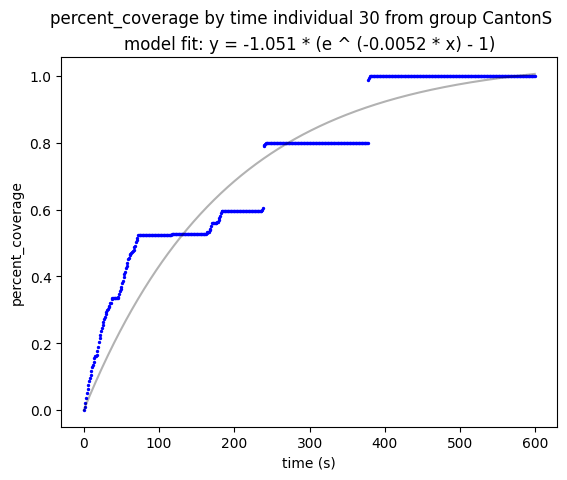 percent_coverage by time individual 30 from group CantonS
model fit: y = -1.051 * (e ^ (-0.0052 * x) - 1)
percent_coverage
1.0
0.8
0.6
0.4
0.2
0.0
0 100 200 300 400 500 600
time (s)